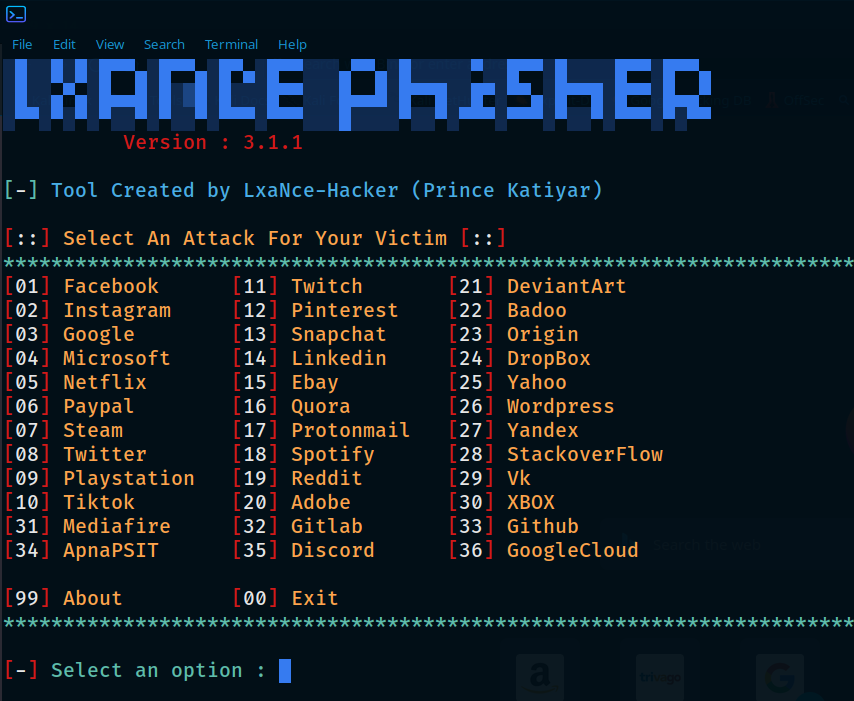 File Edit View Search Terminal Help
LXANCE PhiSHER
Version : 3.1.1
[-] Tool Created by LxaNce-Hacker (Prince Katiyar)
[::] Select An Attack For Your Victim [::]
***********************************************************************
[01] Facebook [11] Twitch [21] DeviantArt
[02] Instagram [12] Pinterest [22] Badoo
[03] Google [13] Snapchat [23] Origin
[04] Microsoft [14] Linkedin [24] DropBox
[05] Netflix [15] Ebay [25] Yahoo
[06] Paypal [16] Quora [26] Wordpress
[07] Steam [17] Protonmail [27] Yandex
[08] Twitter [18] Spotify [28] StackoverFlow
[09] Playstation [19] Reddit [29] Vk
[10] Tiktok [20] Adobe [30] XBOX
[31] Mediafire [32] Gitlab [33] Github
[34] ApnaPSIT [35] Discord [36] GoogleCloud
Search the web
[99] About [00] Exit
***********************************************************************
[-] Select an option :
a trivago G